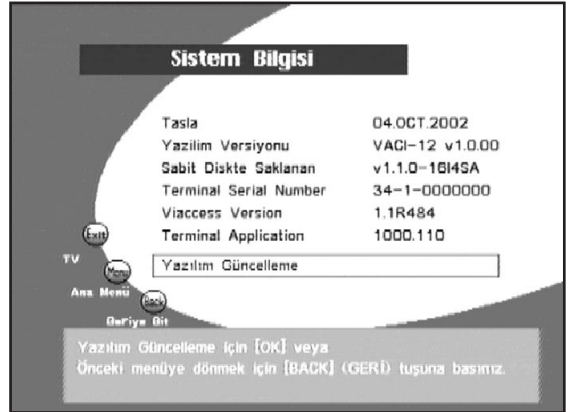 Sistem Bilgisi
Tasla 04.OCT.2002
Yazilim Versiyonu VACI-12 v1.0.00
Sabit Diskte Saklanan v1.1.0-16I4SA
Terminal Serial Number 34-1-0000000
Viaccess Version 1.1R484
Terminal Application 1000.110
Yazılım Güncelleme
Exit
TV
Menu
Ana Menü
Back
Geriye Git
Yazılım Güncelleme için [OK] veya
Önceki menüye dönmek için [BACK] (GERİ) tuşuna basınız.